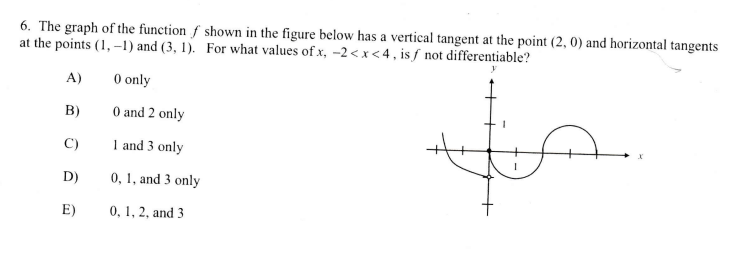 6. The graph of the function f shown in the figure below has a vertical tangent at the point (2, 0) and horizontal tangents
at the points (1, –1) and (3, 1). For what values of x, –2 < x < 4, is f not differentiable?
A) 0 only
B) 0 and 2 only
C) 1 and 3 only
D) 0, 1, and 3 only
E) 0, 1, 2, and 3
y
1
x
1